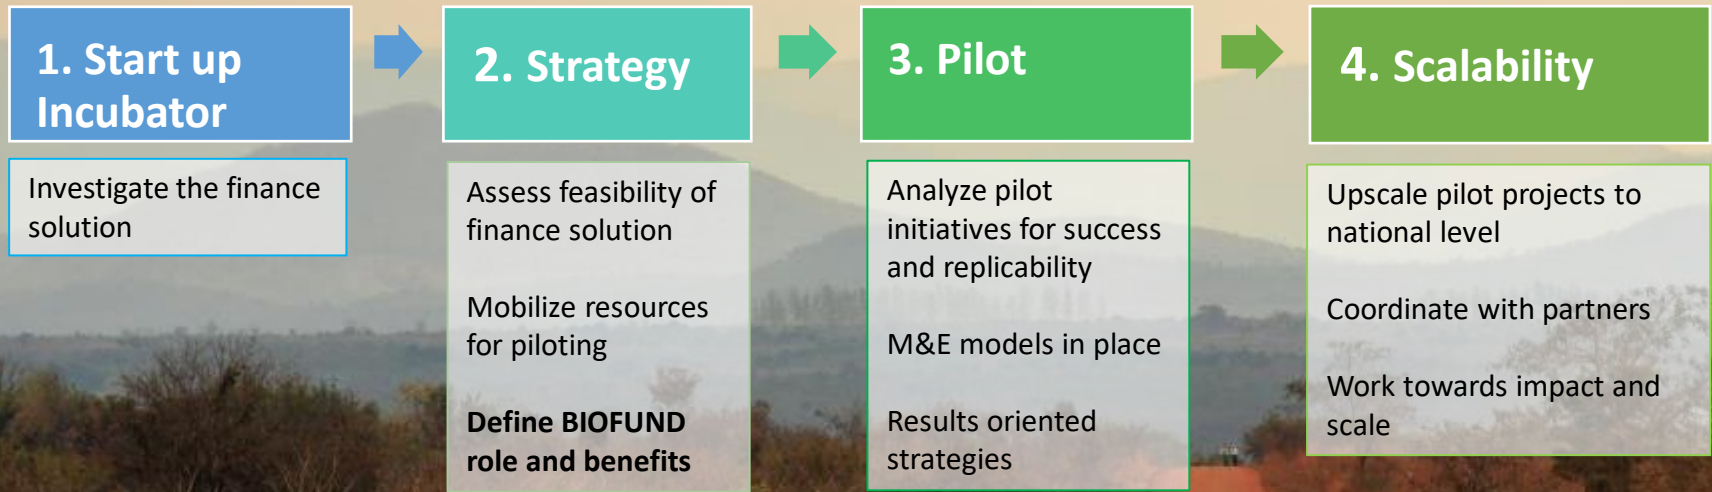 1. Start up
Incubator
Investigate the finance
solution
2. Strategy
Assess feasibility of
finance solution
Mobilize resources
for piloting
Define BIOFUND
role and benefits
3. Pilot
Analyze pilot
initiatives for success
and replicability
M&E models in place
Results oriented
strategies
4. Scalability
Upscale pilot projects to
national level
Coordinate with partners
Work towards impact and
scale